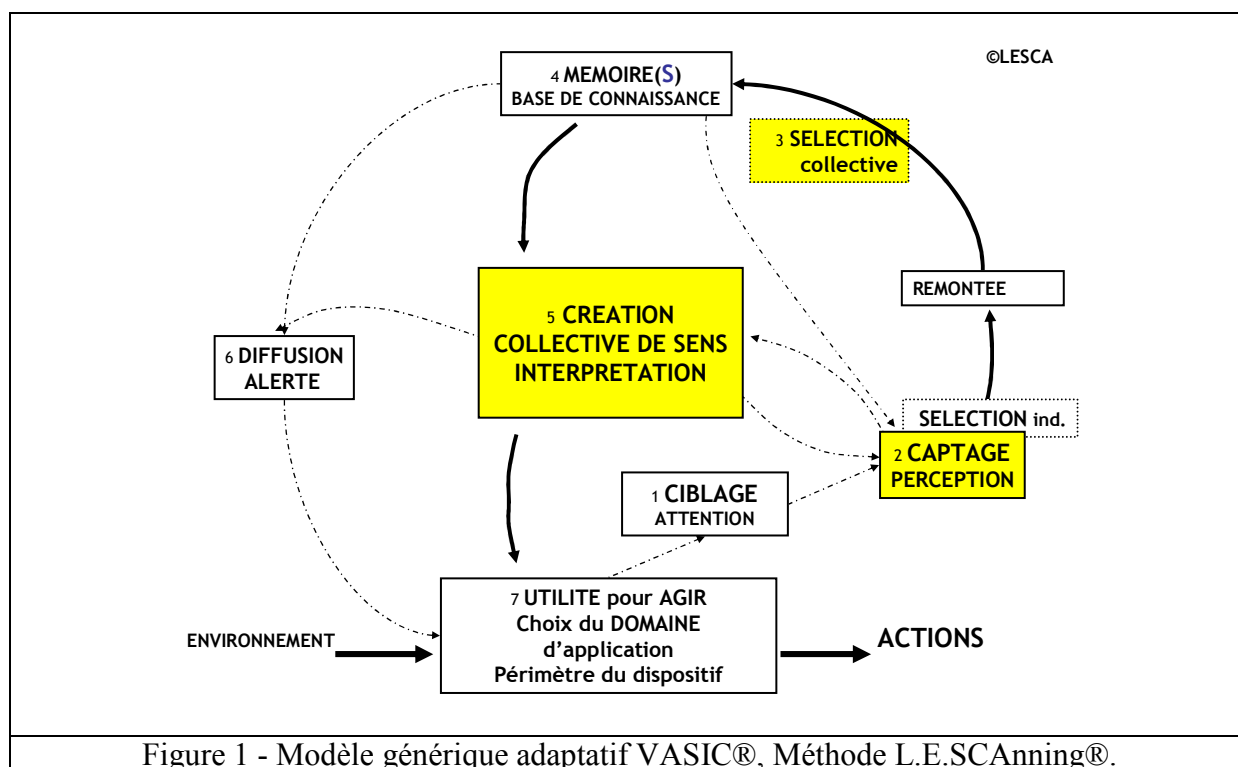 ©LESCA
4 MEMOIRE(S)
BASE DE CONNAISSANCE
3 SELECTION
collective
REMONTEE
5 CREATION
COLLECTIVE DE SENS
INTERPRETATION
6 DIFFUSION
ALERTE
SELECTION ind.
2 CAPTAGE
PERCEPTION
1 CIBLAGE
ATTENTION
7 UTILITE pour AGIR
Choix du DOMAINE
d’application
Périmètre du dispositif
ENVIRONNEMENT
ACTIONS
Figure 1 - Modèle générique adaptatif VASIC®, Méthode L.E.SCAnning®.